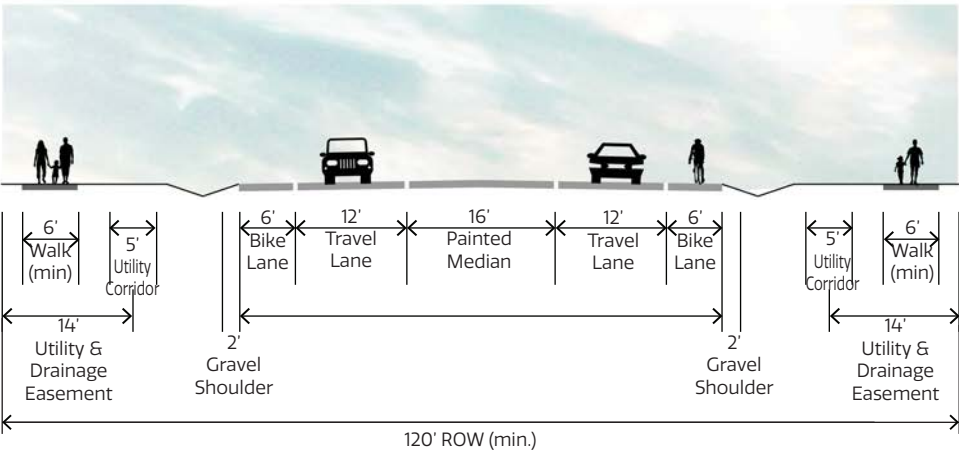 6'
Walk
(min)
5'
Utility
Corridor
14'
Utility &
Drainage
Easement
2'
Gravel
Shoulder
6'
Bike
Lane
12'
Travel
Lane
16'
Painted
Median
12'
Travel
Lane
6'
Bike
Lane
2'
Gravel
Shoulder
5'
Utility
Corridor
6'
Walk
(min)
14'
Utility &
Drainage
Easement
120' ROW (min.)